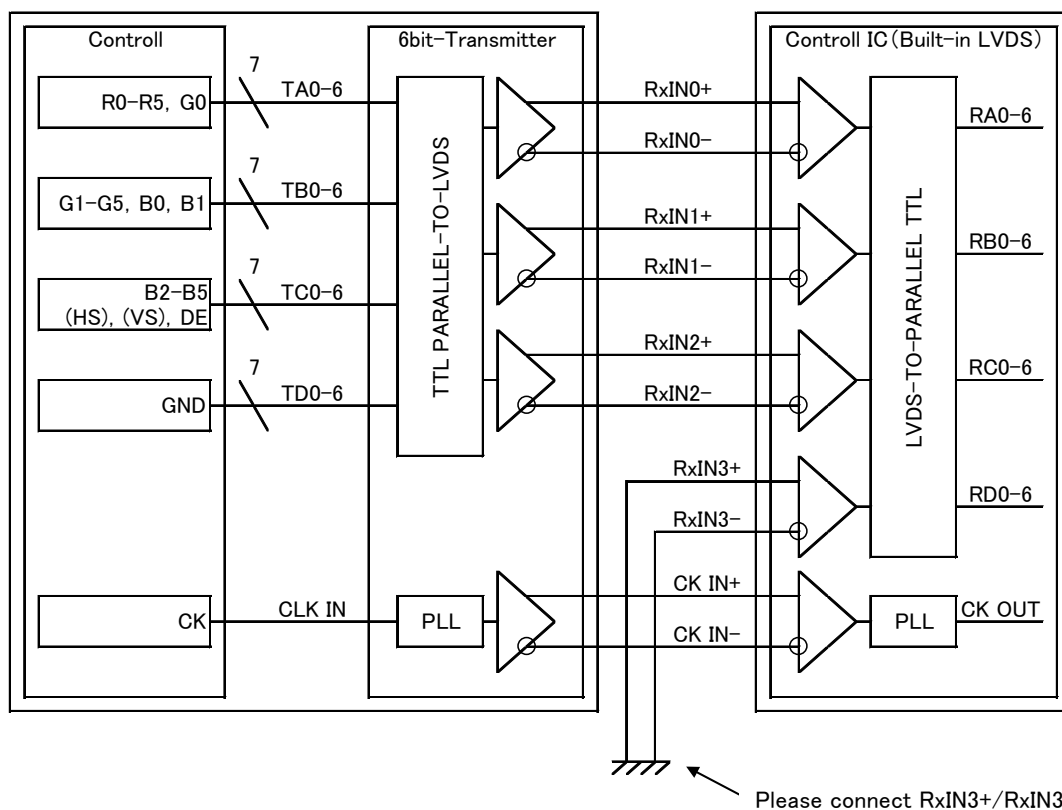 Controll
6bit-Transmitter
Controll IC(Built-in LVDS)
R0-R5, G0
7
TA0-6
RxIN0+
RxIN0-
RA0-6
G1-G5, B0, B1
7
TB0-6
RxIN1+
RxIN1-
RB0-6
B2-B5
(HS), (VS), DE
7
TC0-6
RxIN2+
RxIN2-
RC0-6
GND
7
TD0-6
TTL PARALLEL-TO-LVDS
LVDS-TO-PARALLEL TTL
RxIN3+
RxIN3-
RD0-6
CK
CLK IN
PLL
CK IN+
CK IN-
PLL
CK OUT
Please connect RxIN3+/RxIN3